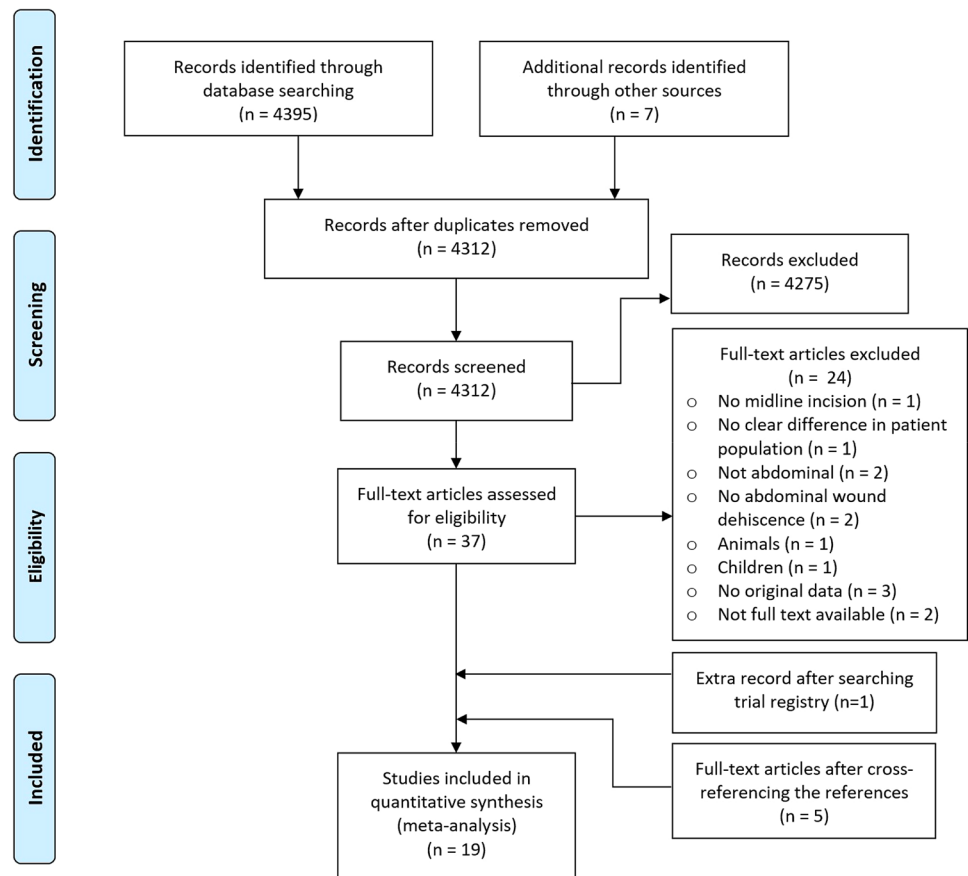 Identification
Records identified through
database searching
(n = 4395)
Additional records identified
through other sources
(n = 7)
Records after duplicates removed
(n = 4312)
Screening
Records excluded
(n = 4275)
Records screened
(n = 4312)
Full-text articles excluded
(n = 24)
o No midline incision (n = 1)
o No clear difference in patient
population (n = 1)
o Not abdominal (n = 2)
o No abdominal wound
dehiscence (n = 2)
o Animals (n = 1)
o Children (n = 1)
o No original data (n = 3)
o Not full text available (n = 2)
Eligibility
Full-text articles assessed
for eligibility
(n = 37)
Extra record after searching
trial registry (n=1)
Included
Full-text articles after cross-
referencing the references
(n = 5)
Studies included in
quantitative synthesis
(meta-analysis)
(n = 19)